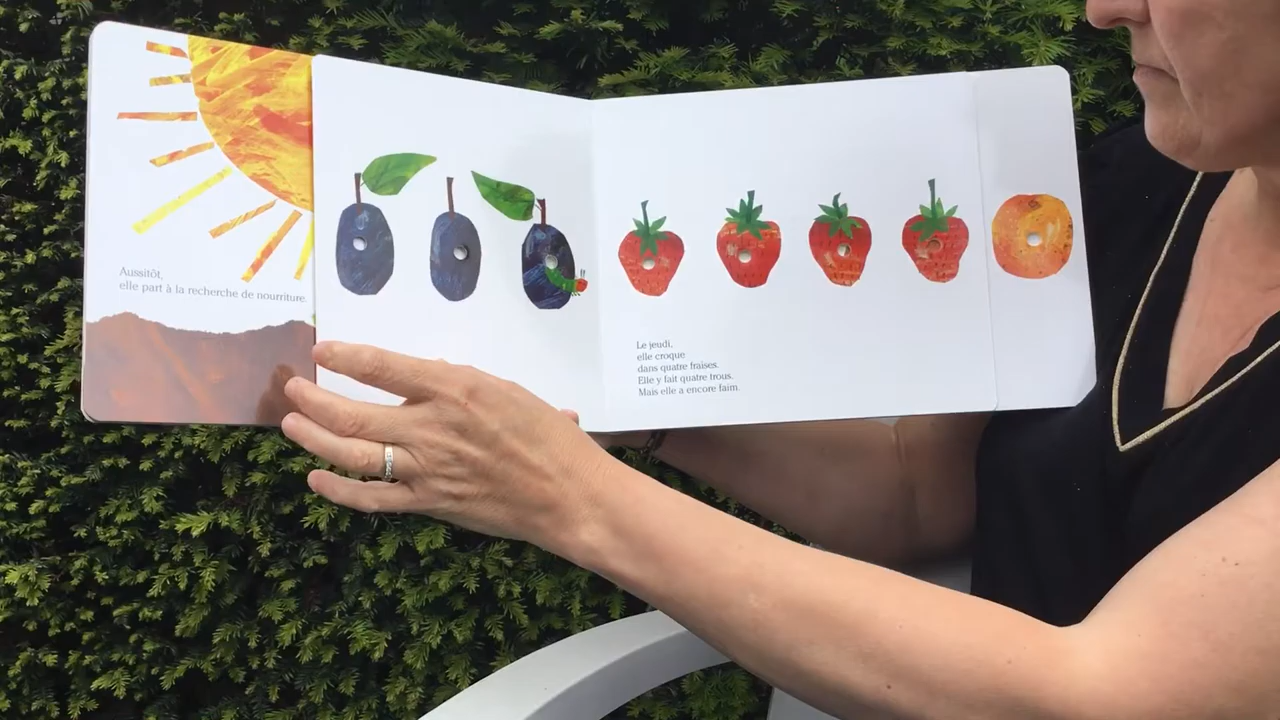 Aussitôt,
elle part à la recherche de nourriture.
Le jeudi,
elle croque
dans quatre fraises.
Elle y fait quatre trous.
Mais elle a encore faim.